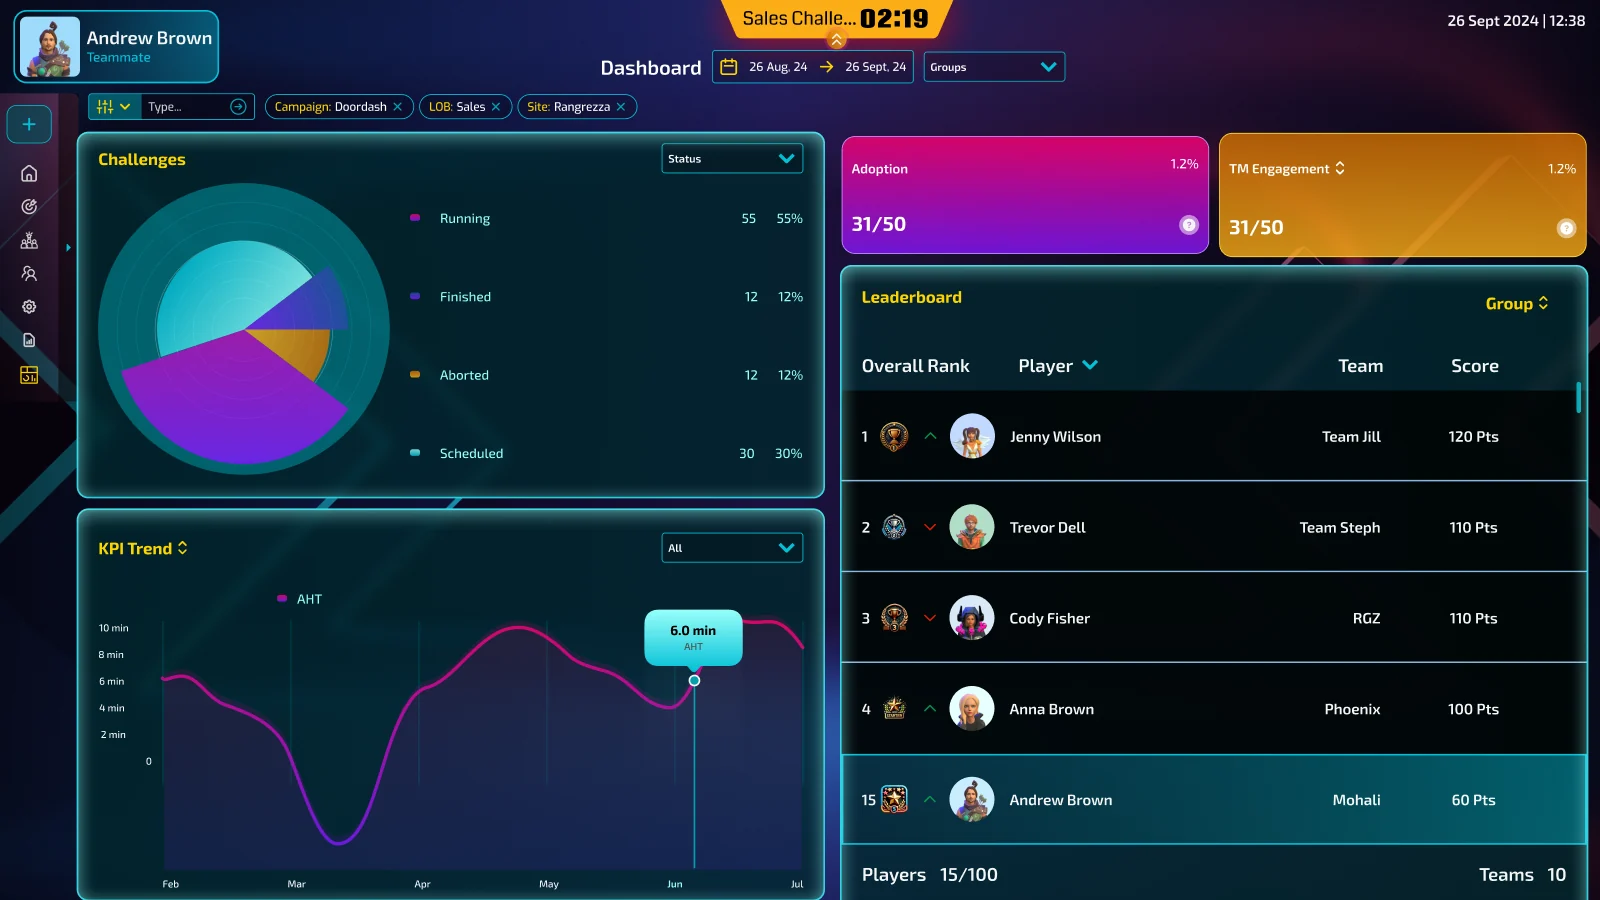 Andrew Brown
Teammate
Sales Challe... 02:19
26 Sept 2024 | 12:38
Dashboard
26 Aug, 24
26 Sept, 24
Groups
Type...
Campaign: Doordash
LOB: Sales
Site: Rangrezza
Challenges
Status
Running 55 55%
Finished 12 12%
Aborted 12 12%
Scheduled 30 30%
Adoption
1.2%
31/50
?
TM Engagement
1.2%
31/50
?
KPI Trend
All
AHT
10 min
8 min
6 min
4 min
2 min
0
6.0 min
AHT
Feb Mar Apr May Jun Jul
Leaderboard
Group
Overall Rank Player Team Score
1 Jenny Wilson Team Jill 120 Pts
2 Trevor Dell Team Steph 110 Pts
3 Cody Fisher RGZ 110 Pts
4 Anna Brown Phoenix 100 Pts
15 Andrew Brown Mohali 60 Pts
Players 15/100
Teams 10